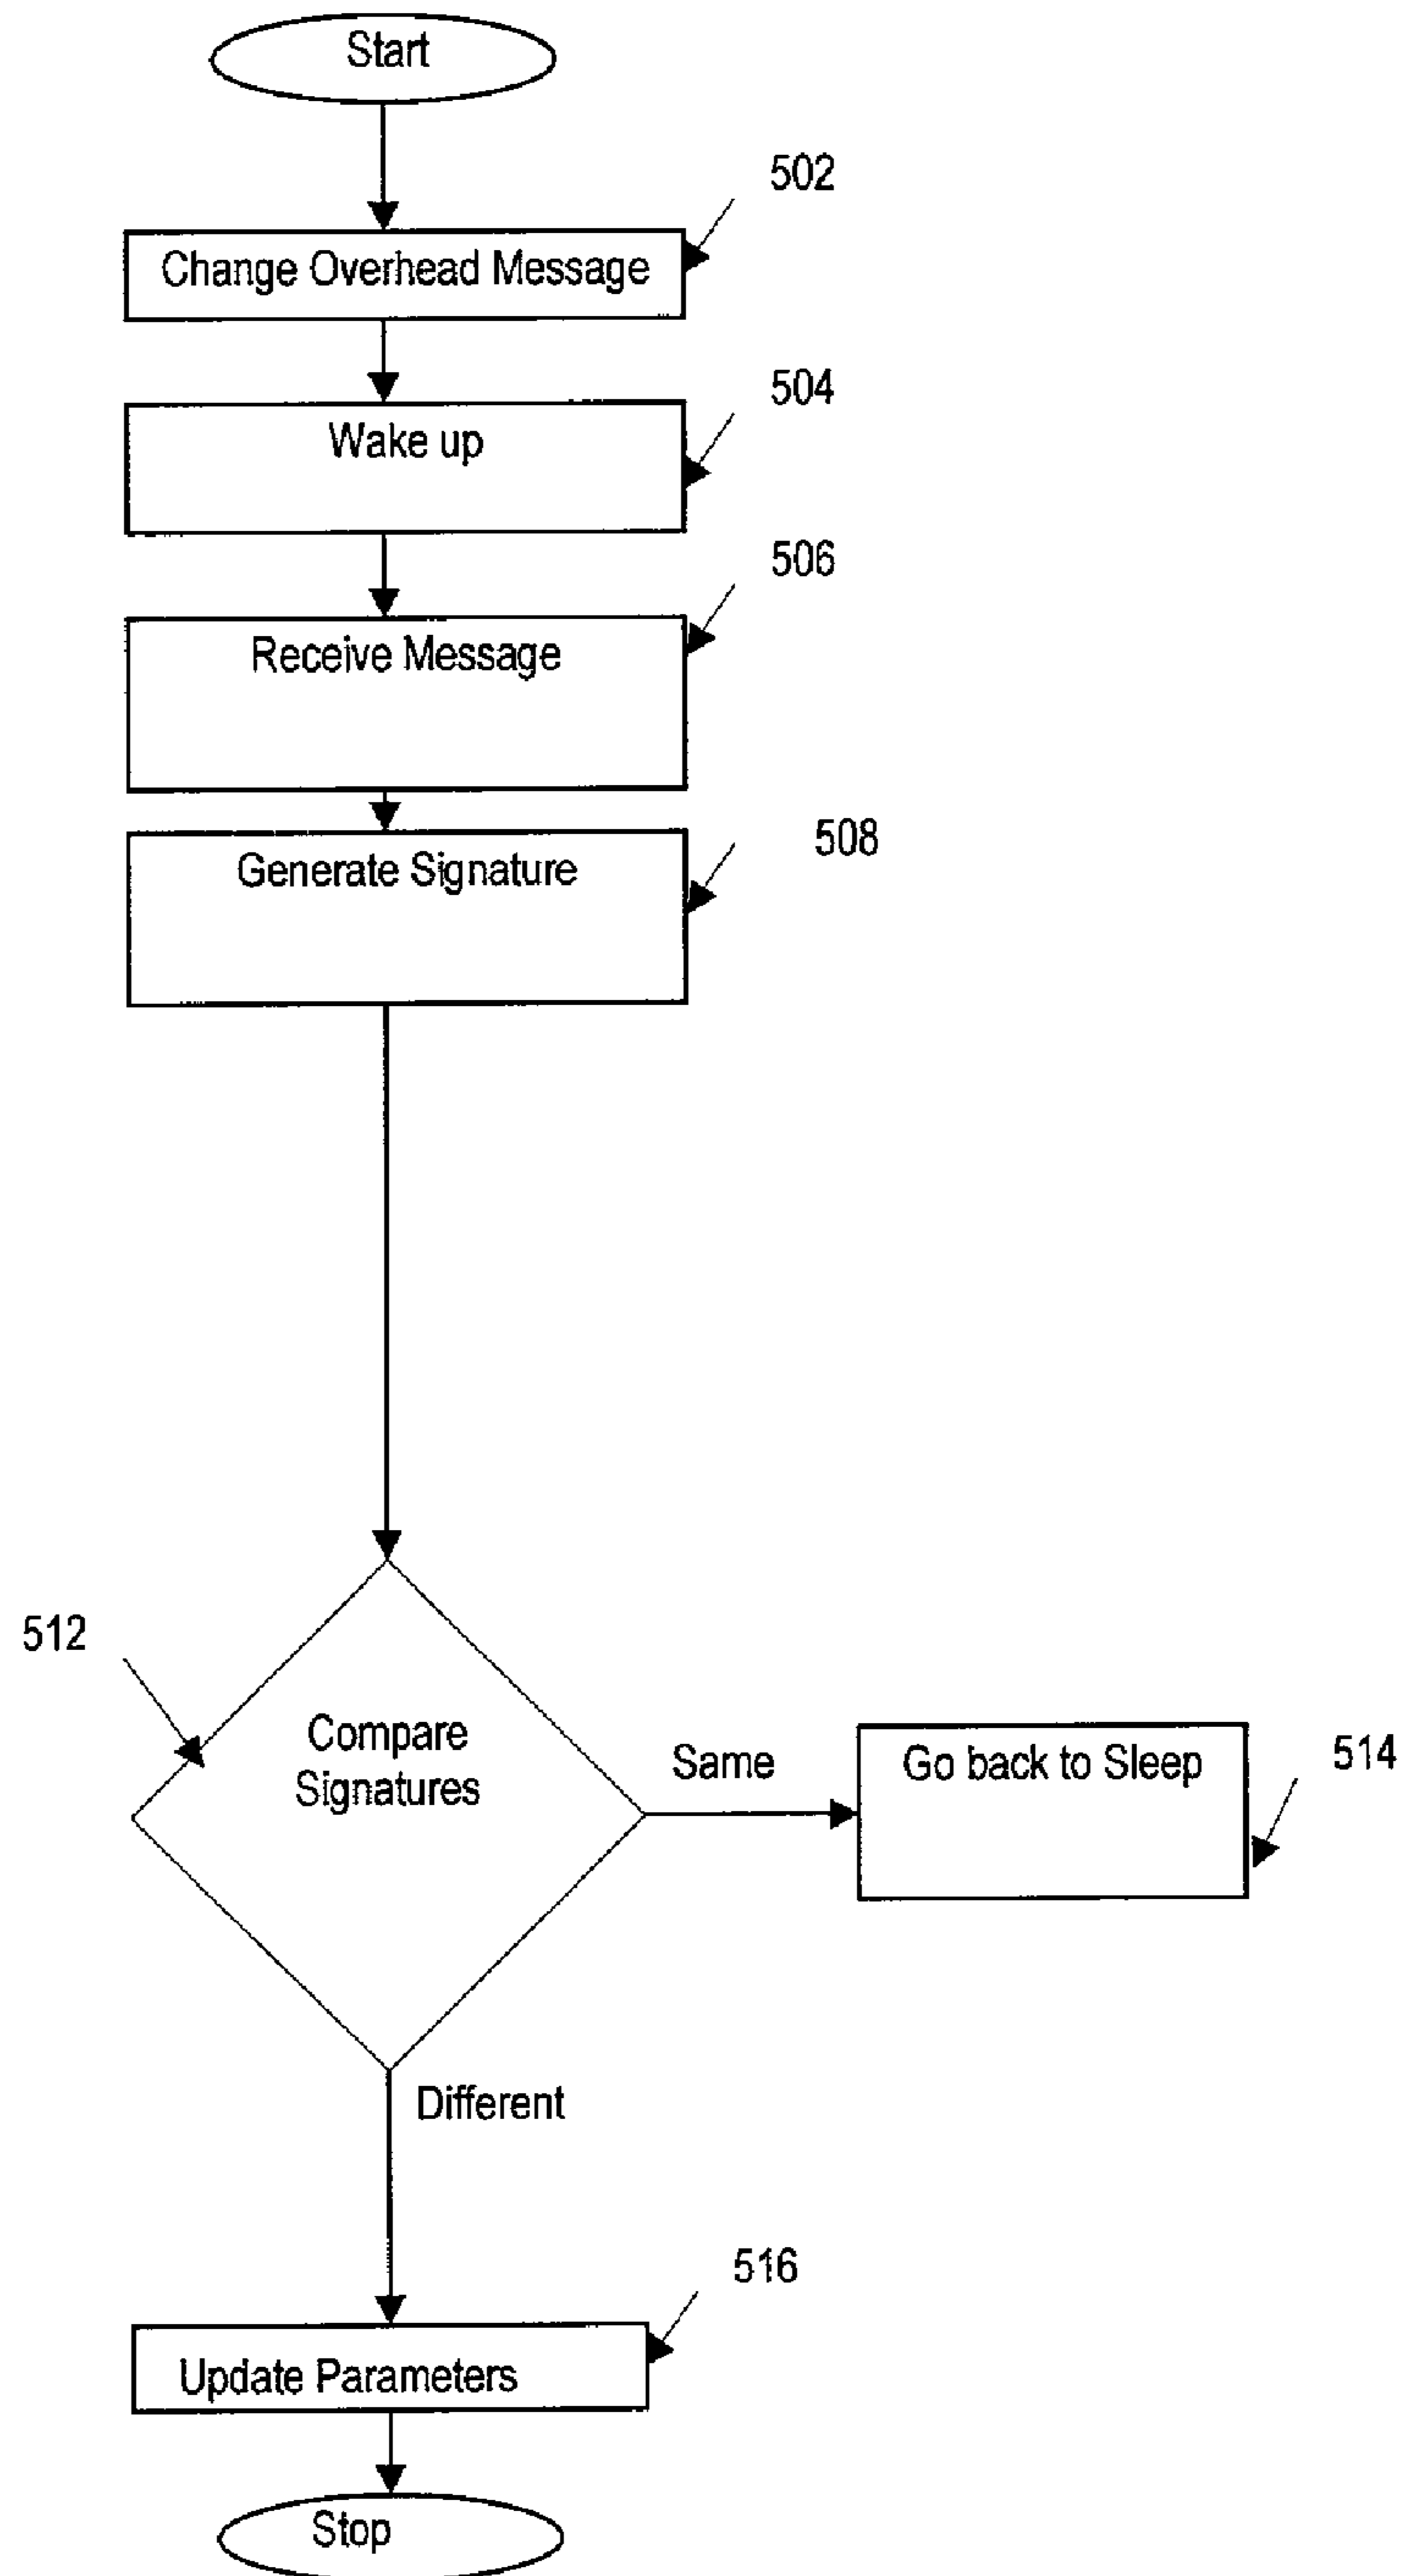 Start
502
Change Overhead Message
504
Wake up
506
Receive Message
508
Generate Signature
512
Compare
Signatures
Same
Go back to Sleep
514
Different
516
Update Parameters
Stop